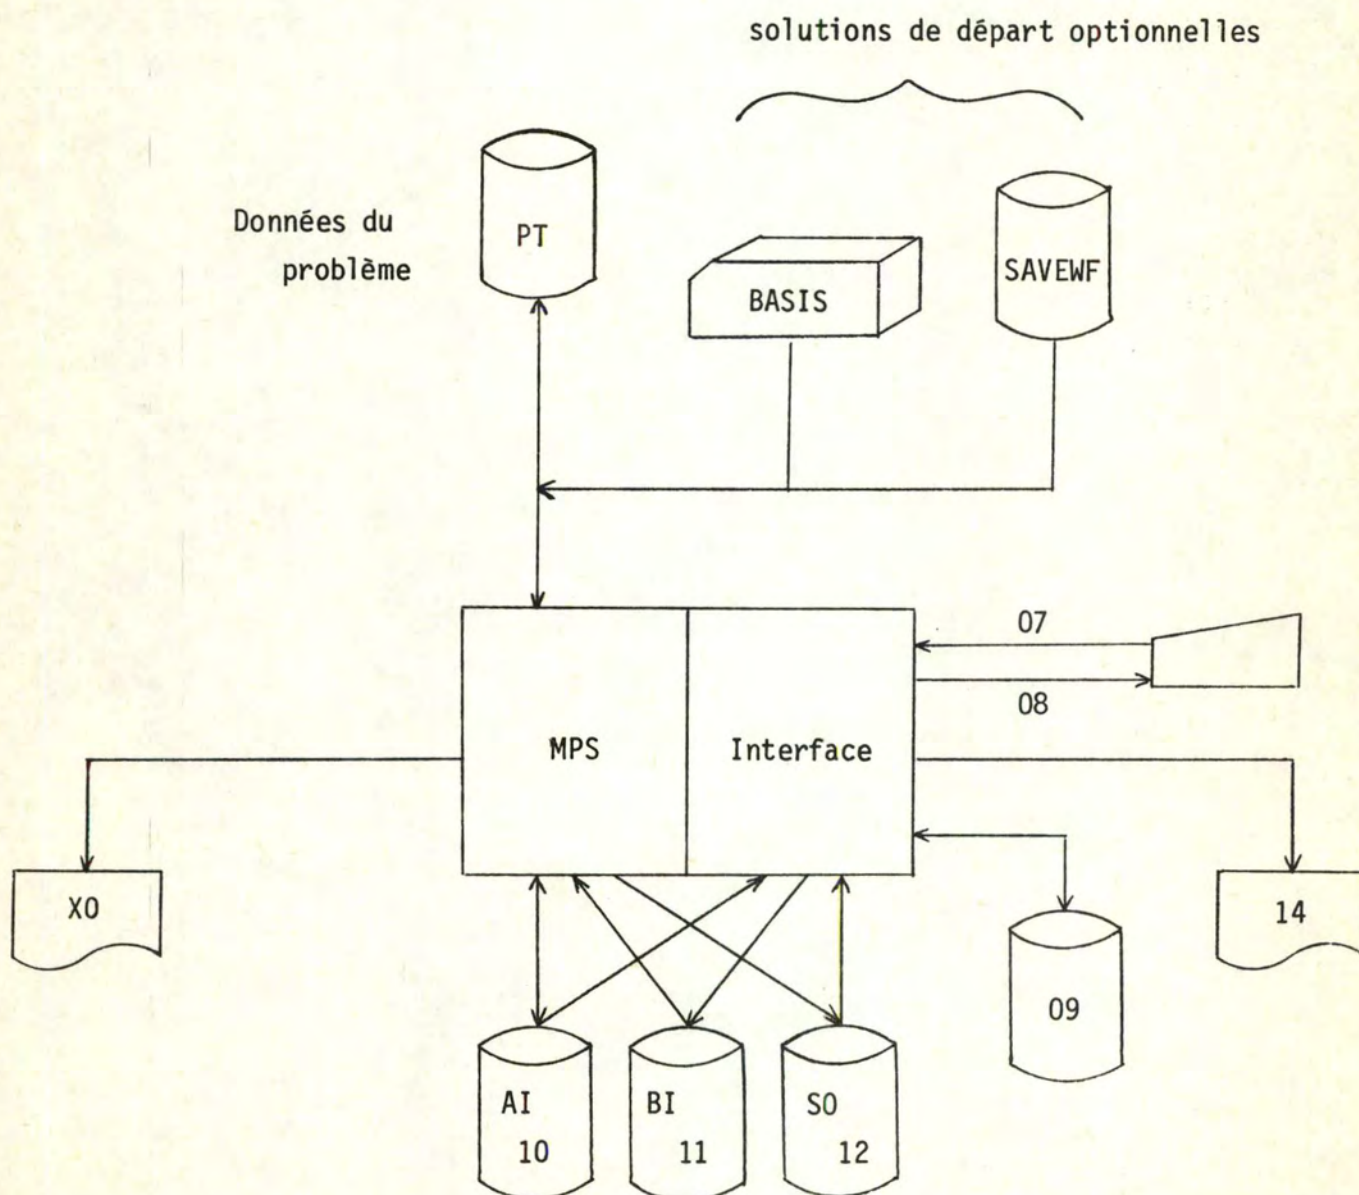 solutions de départ optionnelles
Données du
problème
PT
BASIS
SAVEWF
07
08
MPS
Interface
XO
14
09
AI
10
BI
11
SO
12